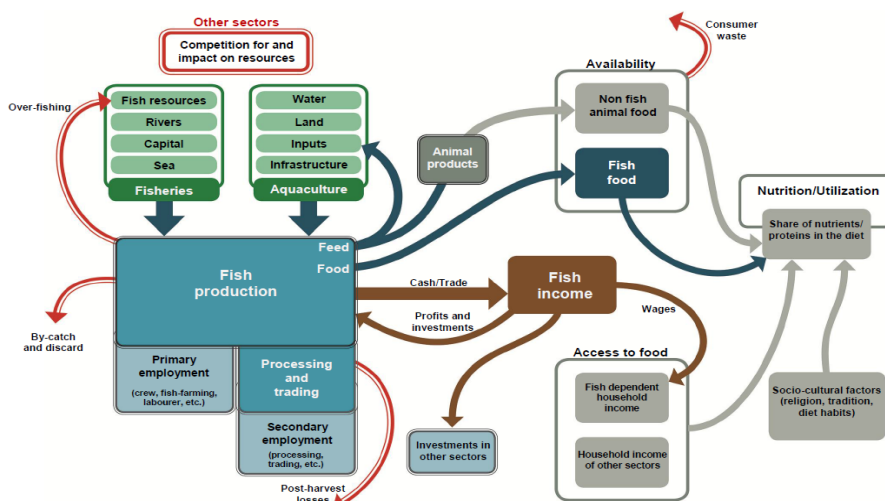 Other sectors
Competition for and
impact on resources
Consumer
waste
Over-fishing
Fish resources
Rivers
Capital
Sea
Fisheries
Water
Land
Inputs
Infrastructure
Aquaculture
Animal
products
Availability
Non fish
animal food
Fish
food
Nutrition/Utilization
Share of nutrients/
proteins in the diet
Feed
Food
Fish
production
Cash/Trade
Profits and
investments
Fish
income
Wages
By-catch
and discard
Primary
employment
(crew, fish-farming,
labourer, etc.)
Processing
and
trading
Secondary
employment
(processing,
trading, etc.)
Post-harvest
losses
Investments in
other sectors
Access to food
Fish dependent
household
income
Household income
of other sectors
Socio-cultural factors
(religion, tradition,
diet habits)